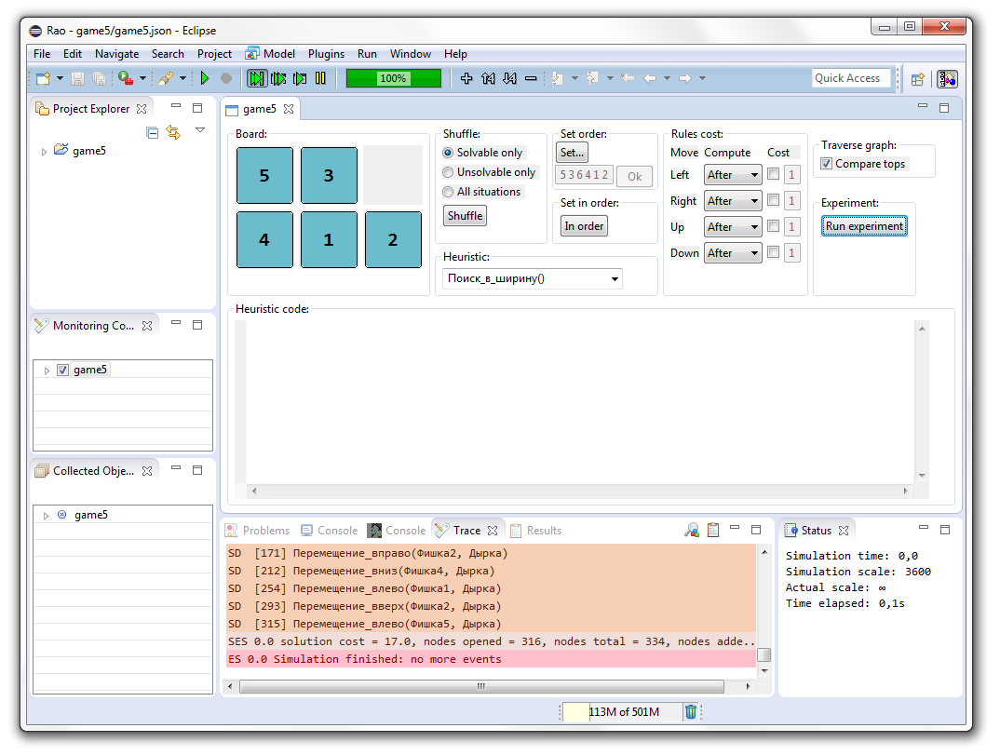 Rao - game5/game5.json - Eclipse
File Edit Navigate Search Project Model Plugins Run Window Help
100%
Quick Access
Project Explorer
game5
Monitoring Co...
game5
Collected Obje...
game5
game5
Board:
5 3
4 1 2
Shuffle:
Solvable only
Unsolvable only
All situations
Shuffle
Set order:
Set...
5 3 6 4 1 2 Ok
Set in order:
In order
Heuristic:
Поиск_в_ширину()
Rules cost:
Move Compute Cost
Left After 1
Right After 1
Up After 1
Down After 1
Traverse graph:
Compare tops
Experiment:
Run experiment
Heuristic code:
Problems Console Console Trace Results
SD [171] Перемещение_вправо(Фишка2, Дырка)
SD [212] Перемещение_вниз(Фишка4, Дырка)
SD [254] Перемещение_влево(Фишка1, Дырка)
SD [293] Перемещение_вверх(Фишка2, Дырка)
SD [315] Перемещение_влево(Фишка5, Дырка)
SES 0.0 solution cost = 17.0, nodes opened = 316, nodes total = 334, nodes adde..
ES 0.0 Simulation finished: no more events
Status
Simulation time: 0,0
Simulation scale: 3600
Actual scale: ∞
Time elapsed: 0,1s
113M of 501M